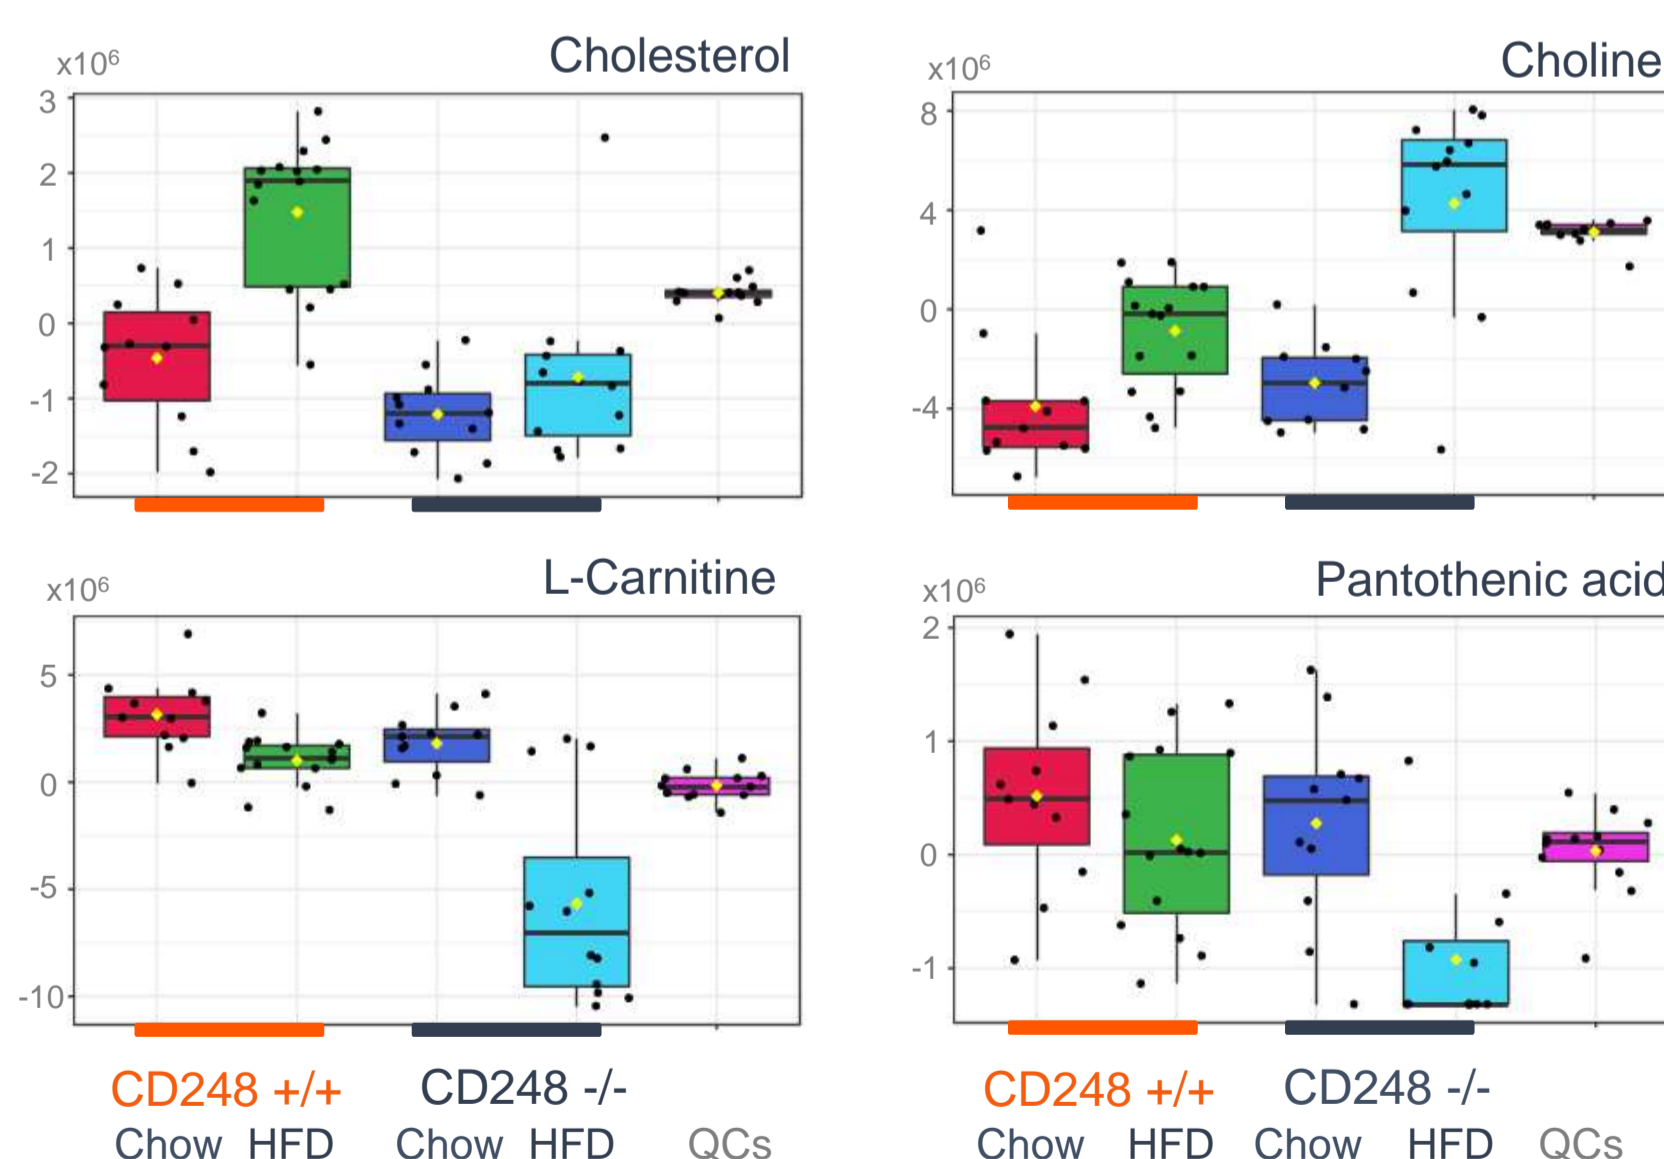 Cholesterol
x10⁶
3
2
1
0
-1
-2
Choline
x10⁶
8
4
0
-4
L-Carnitine
x10⁶
5
0
-5
-10
Pantothenic acid
x10⁶
2
1
0
-1
CD248 +/+ CD248 -/-
Chow HFD Chow HFD QCs
CD248 +/+ CD248 -/-
Chow HFD Chow HFD QCs